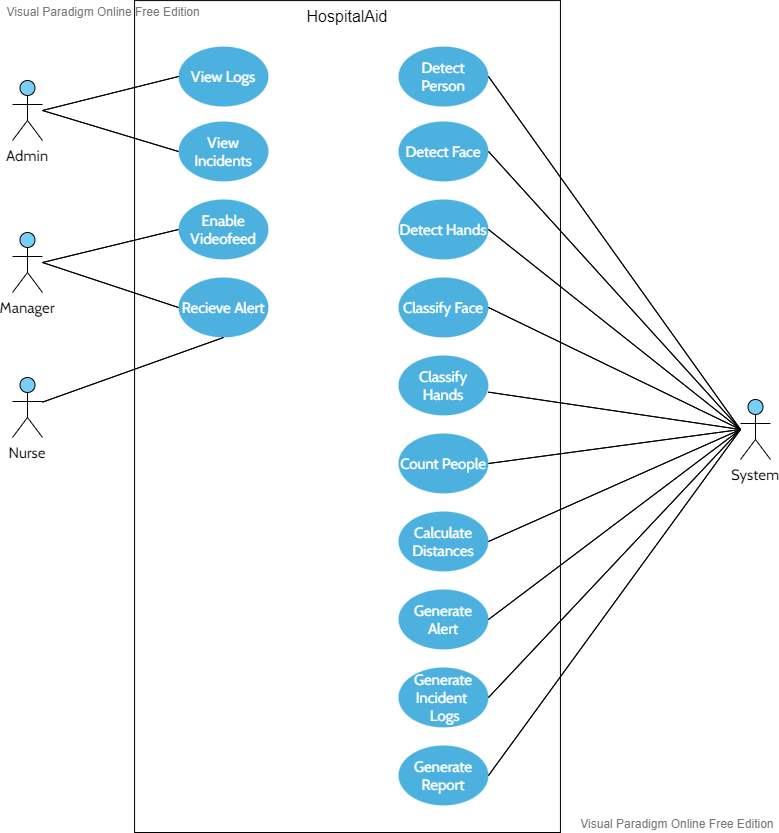 Visual Paradigm Online Free Edition
HospitalAid
View Logs
View
Incidents
Enable
Videofeed
Recieve Alert
Admin
Manager
Nurse
Detect
Person
Detect Face
Detect Hands
Classify Face
Classify
Hands
Count People
Calculate
Distances
Generate
Alert
Generate
Incident
Logs
Generate
Report
System
Visual Paradigm Online Free Edition